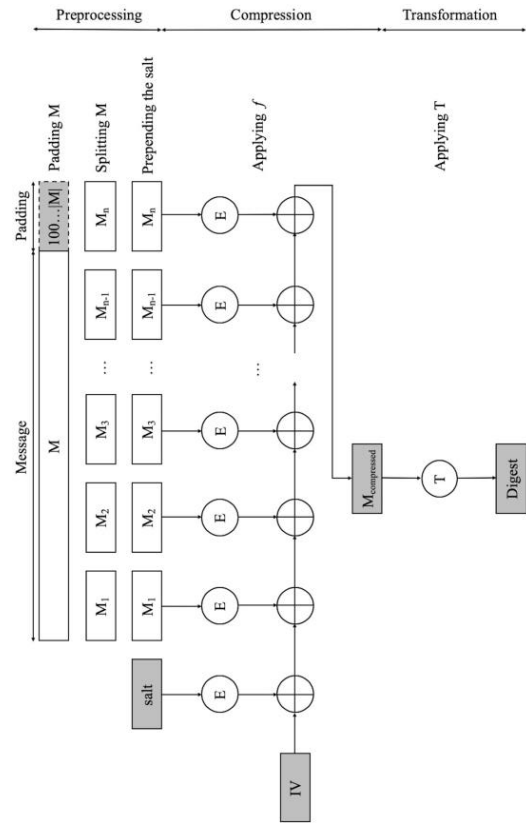 Preprocessing
Compression
Transformation
Message
Padding
M
100…|M|
Padding M
M₁
M₂
M₃
…
Mₙ₋₁
Mₙ
Splitting M
salt
M₁
M₂
M₃
…
Mₙ₋₁
Mₙ
Prepending the salt
E
E
E
E
…
E
E
Applying f
IV
M_compressed
T
Applying T
Digest